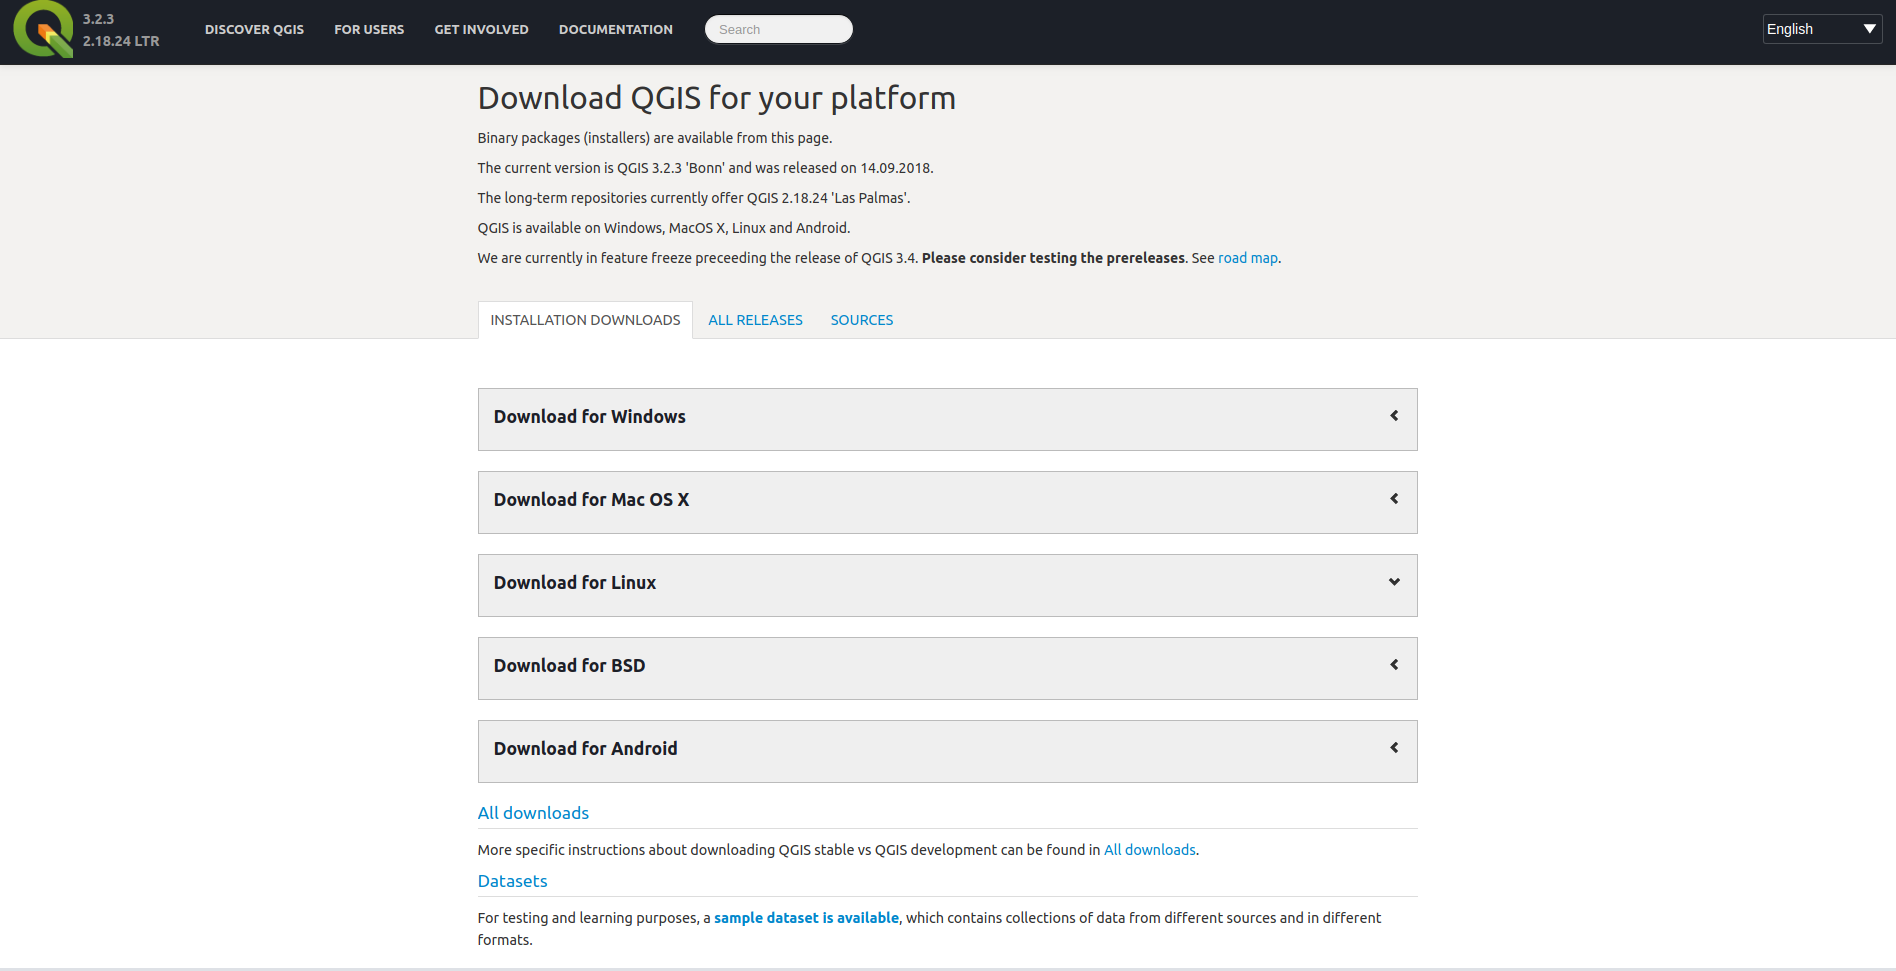 3.2.3
2.18.24 LTR
DISCOVER QGIS
FOR USERS
GET INVOLVED
DOCUMENTATION
Search
English
Download QGIS for your platform
Binary packages (installers) are available from this page.
The current version is QGIS 3.2.3 'Bonn' and was released on 14.09.2018.
The long-term repositories currently offer QGIS 2.18.24 'Las Palmas'.
QGIS is available on Windows, MacOS X, Linux and Android.
We are currently in feature freeze preceeding the release of QGIS 3.4. Please consider testing the prereleases. See road map.
INSTALLATION DOWNLOADS
ALL RELEASES
SOURCES
Download for Windows
Download for Mac OS X
Download for Linux
Download for BSD
Download for Android
All downloads
More specific instructions about downloading QGIS stable vs QGIS development can be found in All downloads.
Datasets
For testing and learning purposes, a sample dataset is available, which contains collections of data from different sources and in different
formats.